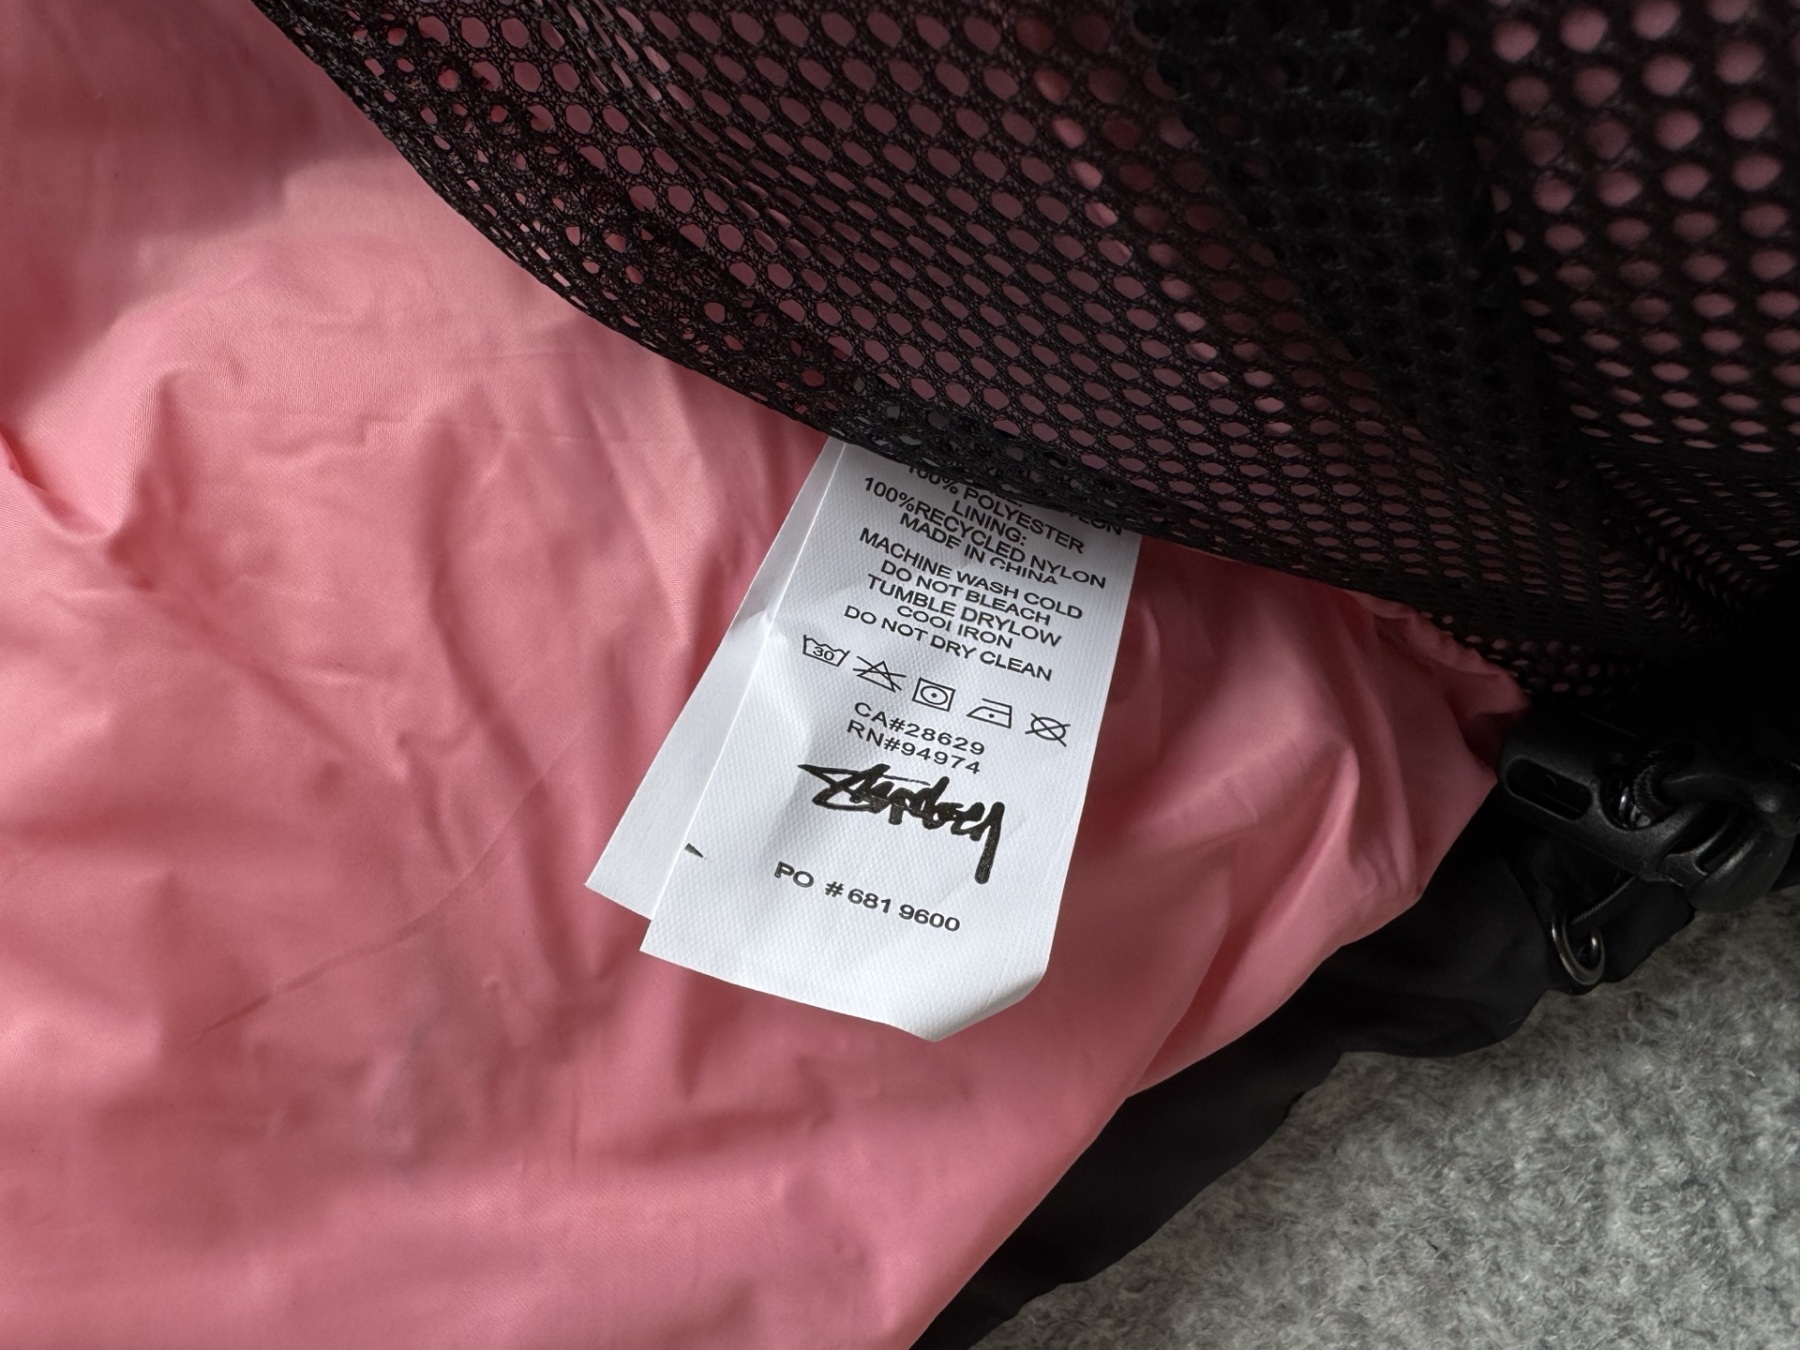 100% POLYESTER
LINING:
100%RECYCLED NYLON
MADE IN CHINA
MACHINE WASH COLD
DO NOT BLEACH
TUMBLE DRYLOW
COOl IRON
DO NOT DRY CLEAN
30
CA#28629
RN#94974
Stüssy
PO # 681 9600